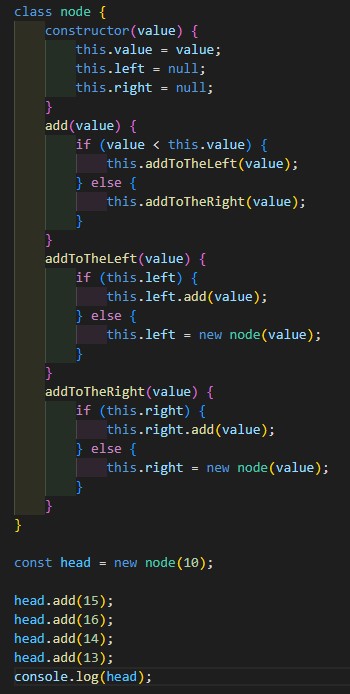 class node {
    constructor(value) {
        this.value = value;
        this.left = null;
        this.right = null;
    }
    add(value) {
        if (value < this.value) {
            this.addToTheLeft(value);
        } else {
            this.addToTheRight(value);
        }
    }
    addToTheLeft(value) {
        if (this.left) {
            this.left.add(value);
        } else {
            this.left = new node(value);
        }
    }
    addToTheRight(value) {
        if (this.right) {
            this.right.add(value);
        } else {
            this.right = new node(value);
        }
    }
}

const head = new node(10);

head.add(15);
head.add(16);
head.add(14);
head.add(13);
console.log(head);